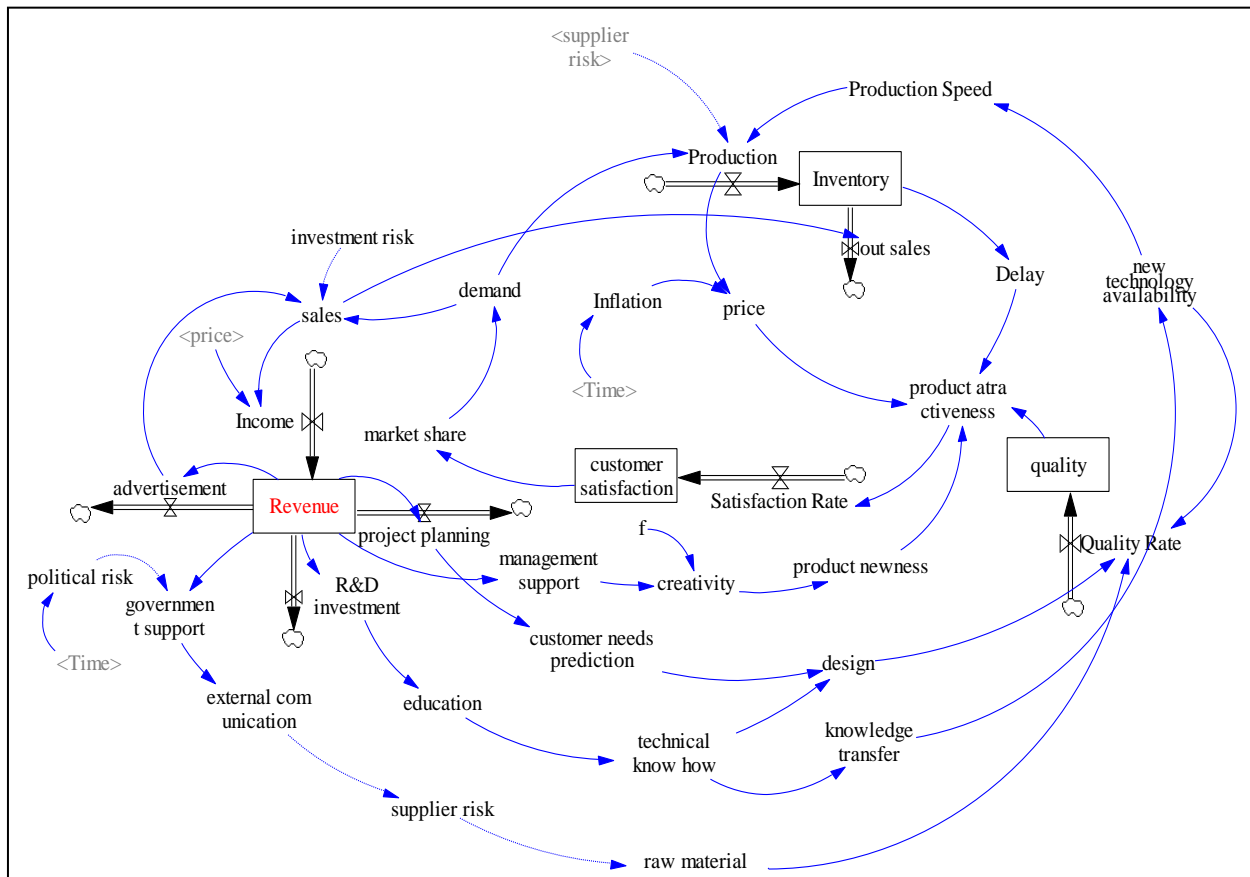 <supplier
risk>
Production Speed
Production
Inventory
investment risk
out sales
Delay
new
technology
availability
demand
Inflation
price
sales
<price>
<Time>
product atra
ctiveness
Income
market share
customer
satisfaction
quality
advertisement
Revenue
Satisfaction Rate
project planning
f
Quality Rate
management
support
creativity
product newness
political risk
R&D
investment
governmen
t support
customer needs
prediction
<Time>
design
external com
unication
education
technical
know how
knowledge
transfer
supplier risk
raw material